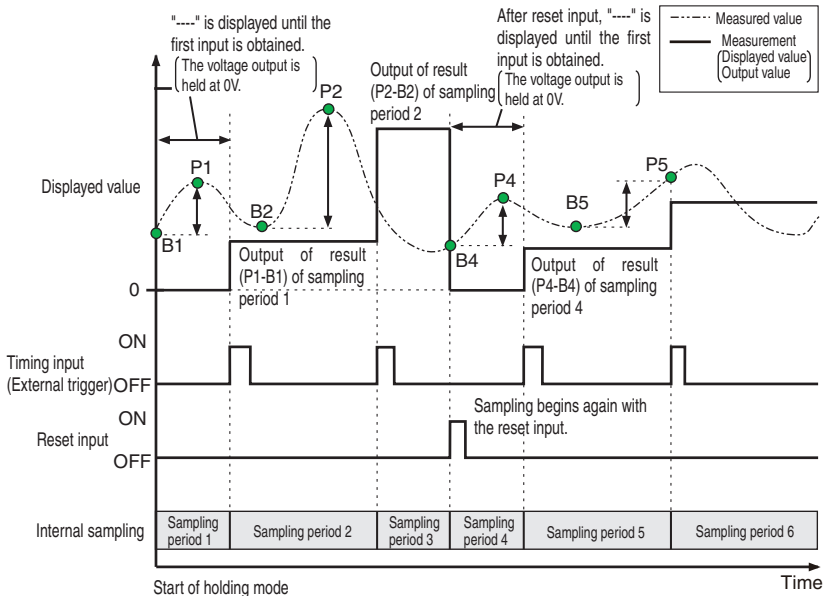 "----" is displayed until the
first input is obtained.
The voltage output is
held at 0V.
After reset input, "----" is
displayed until the first
input is obtained.
The voltage output is
held at 0V.
Measured value
Measurement
Displayed value
Output value
Output of result
(P2-B2) of sampling
period 2
P2
P1
P4
P5
B2
B5
B1
B4
Displayed value
0
Output of result
(P1-B1) of sampling
period 1
Output of result
(P4-B4) of sampling
period 4
Timing input
(External trigger)
ON
OFF
Reset input
ON
OFF
Sampling begins again with
the reset input.
Internal sampling
Sampling
period 1
Sampling period 2
Sampling
period 3
Sampling
period 4
Sampling period 5
Sampling period 6
Start of holding mode
Time